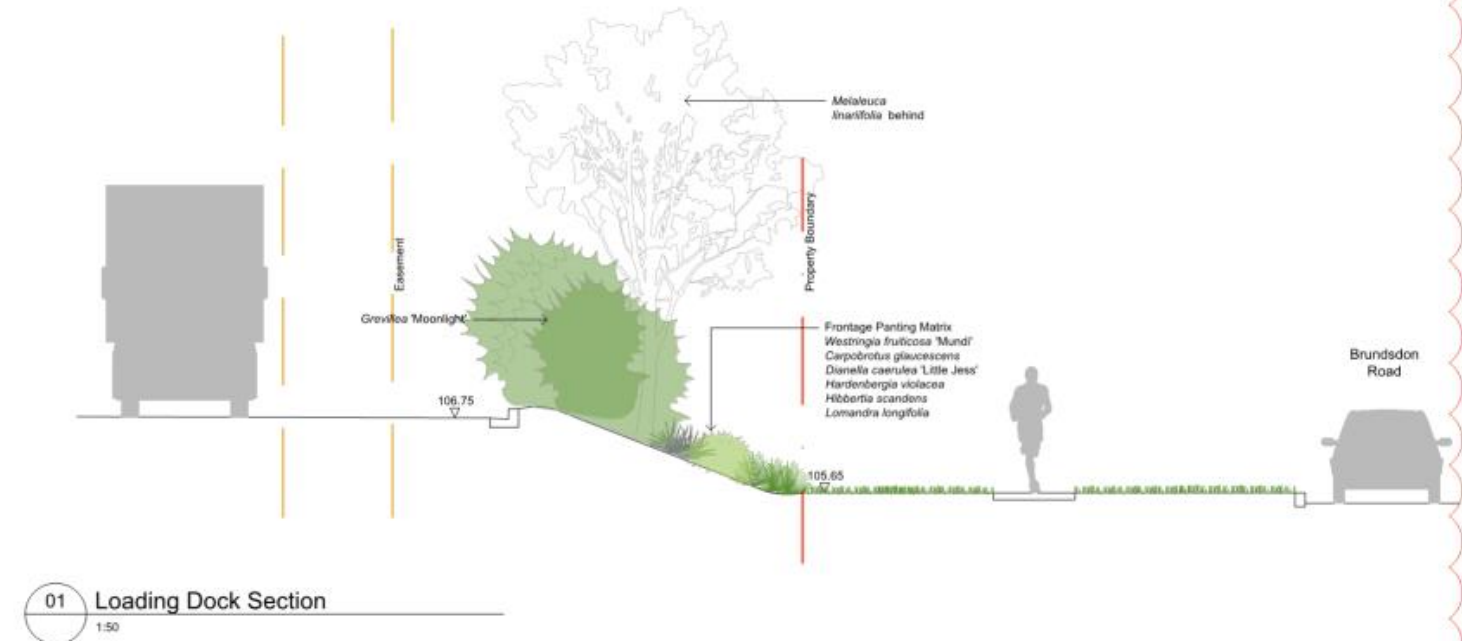 Melaleuca
linariifolia behind
Property Boundary
Easement
Grevillea 'Moonlight'
Frontage Panting Matrix
Westringia fruiticosa 'Mundi'
Carpobrotus glaucescens
Dianella caerulea 'Little Jess'
Hardenbergia violacea
Hibbertia scandens
Lomandra longifolia
Brundsdon
Road
106.75
105.65
01 Loading Dock Section
1:50